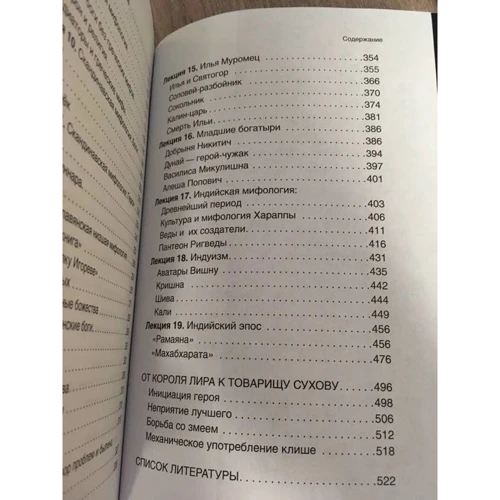 Содержание
Лекция 15. Илья Муромец 354
Илья и Святогор 355
Соловей-разбойник 364
Сокольник 370
Калин-царь 374
Смерть Ильи 381
Лекция 16. Младшие богатыри 386
Добрыня Никитич 386
Дунай — герой-чужак 394
Василиса Микулишна 397
Алеша Попович 401
Лекция 17. Индийская мифология:
Древнейший период 403
Культура и мифология Хараппы 406
Веды и их создатели 411
Пантеон Ригведы 416
Лекция 18. Индуизм 431
Аватары Вишну 435
Кришна 442
Шива 444
Кали 449
Лекция 19. Индийский эпос 456
«Рамаяна» 456
«Махабхарата» 476
ОТ КОРОЛЯ ЛИРА К ТОВАРИЩУ СУХОВУ 496
Инициация героя 498
Неприятие лучшего 506
Борьба со змеем 512
Механическое употребление клише 518
СПИСОК ЛИТЕРАТУРЫ 522